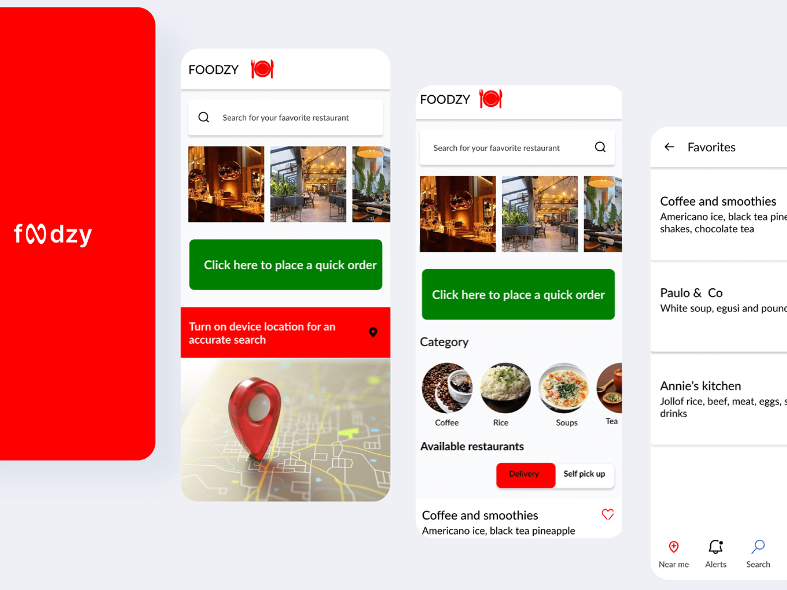 foodzy
FOODZY
Search for your faavorite restaurant
Click here to place a quick order
Turn on device location for an
accurate search
FOODZY
Search for your faavorite restaurant
Click here to place a quick order
Category
Coffee
Rice
Soups
Tea
Available restaurants
Delivery
Self pick up
Coffee and smoothies
Americano ice, black tea pineapple
Favorites
Coffee and smoothies
Americano ice, black tea pine
shakes, chocolate tea
Paulo & Co
White soup, egusi and pound
Annie's kitchen
Jollof rice, beef, meat, eggs, s
drinks
Near me
Alerts
Search